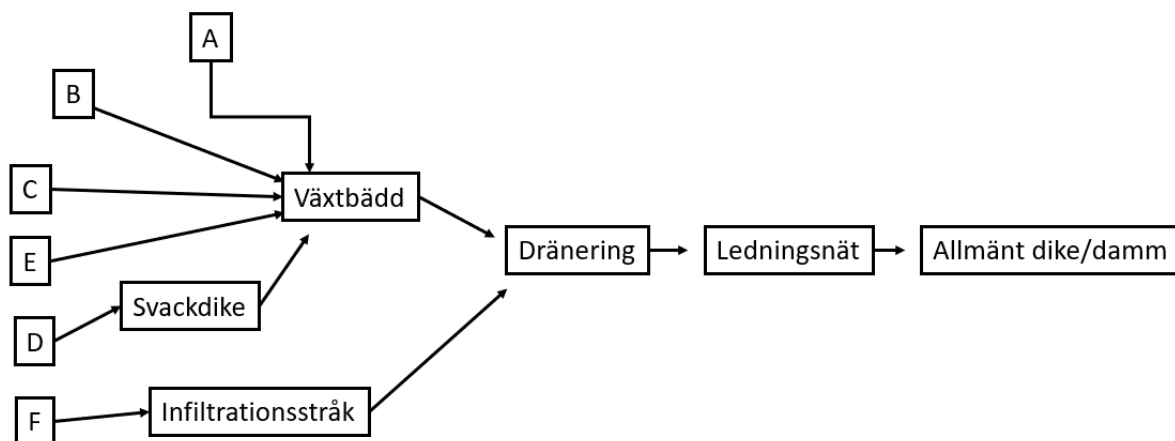 A
B
C
Växtbädd
E
Dränering
Ledningsnät
Allmänt dike/damm
Svackdike
D
Infiltrationsstråk
F